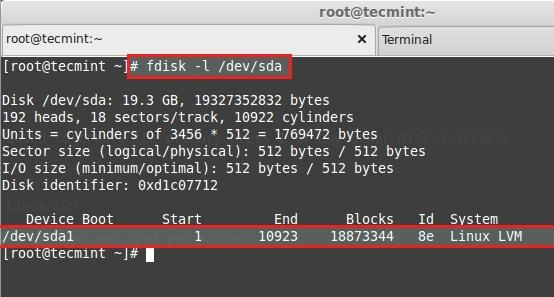 root@tecmint:~
root@tecmint:~ × Terminal
[root@tecmint ~]# fdisk -l /dev/sda
Disk /dev/sda: 19.3 GB, 19327352832 bytes
192 heads, 18 sectors/track, 10922 cylinders
Units = cylinders of 3456 * 512 = 1769472 bytes
Sector size (logical/physical): 512 bytes / 512 bytes
I/O size (minimum/optimal): 512 bytes / 512 bytes
Disk identifier: 0xd1c07712
Linux LVM
Device Boot Start End Blocks Id System
/dev/sda1 1 10923 18873344 8e Linux LVM
[root@tecmint ~]#